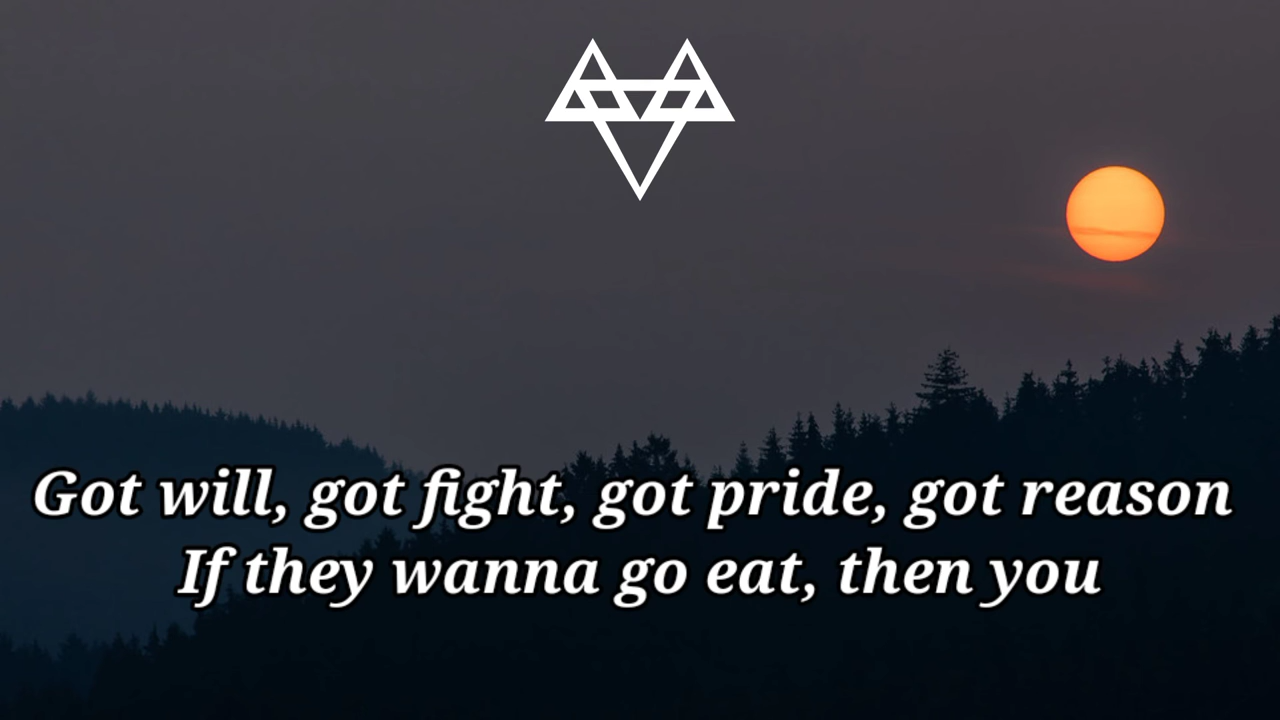 Got will, got fight, got pride, got reason
If they wanna go eat, then you